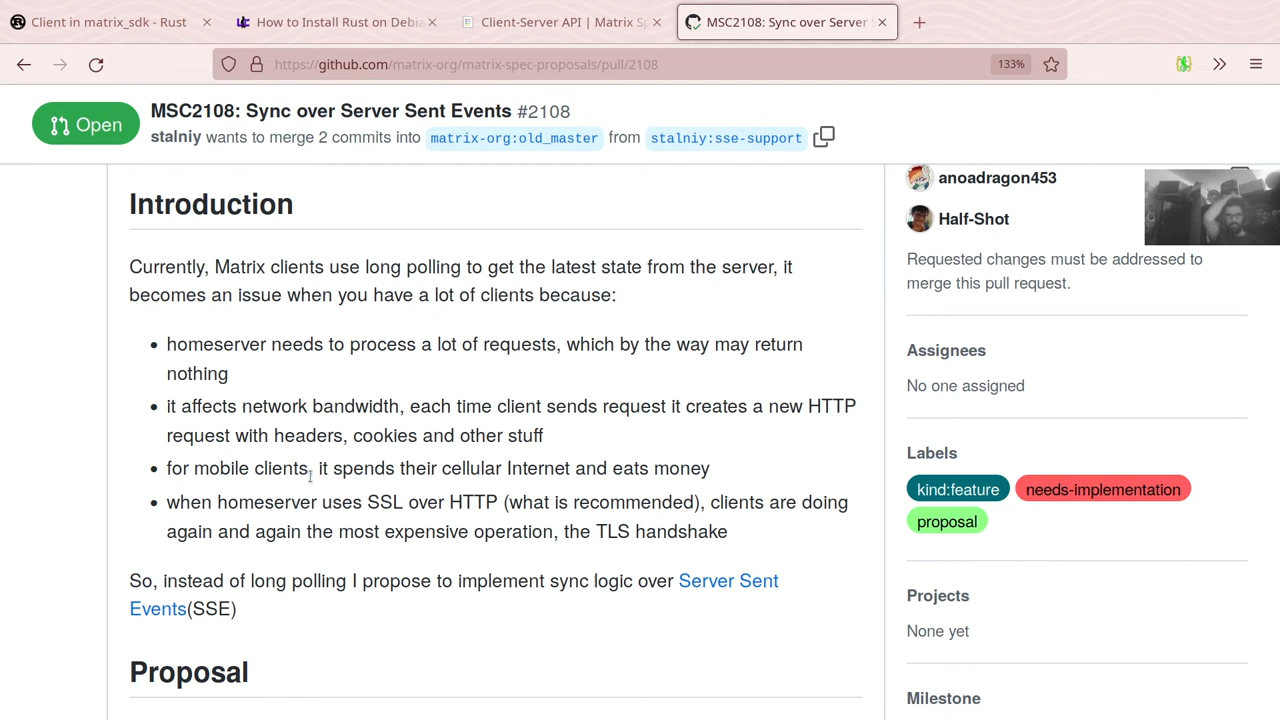 Client in matrix_sdk - Rust
How to Install Rust on Debia
Client-Server API | Matrix Sp
MSC2108: Sync over Server S
https://github.com/matrix-org/matrix-spec-proposals/pull/2108
133%
Open
MSC2108: Sync over Server Sent Events #2108
stalniy wants to merge 2 commits into matrix-org:old_master from stalniy:sse-support
Introduction
Currently, Matrix clients use long polling to get the latest state from the server, it
becomes an issue when you have a lot of clients because:
homeserver needs to process a lot of requests, which by the way may return
nothing
it affects network bandwidth, each time client sends request it creates a new HTTP
request with headers, cookies and other stuff
for mobile clients, it spends their cellular Internet and eats money
when homeserver uses SSL over HTTP (what is recommended), clients are doing
again and again the most expensive operation, the TLS handshake
So, instead of long polling I propose to implement sync logic over Server Sent
Events(SSE)
Proposal
anoadragon453
Half-Shot
Requested changes must be addressed to
merge this pull request.
Assignees
No one assigned
Labels
kind:feature
needs-implementation
proposal
Projects
None yet
Milestone